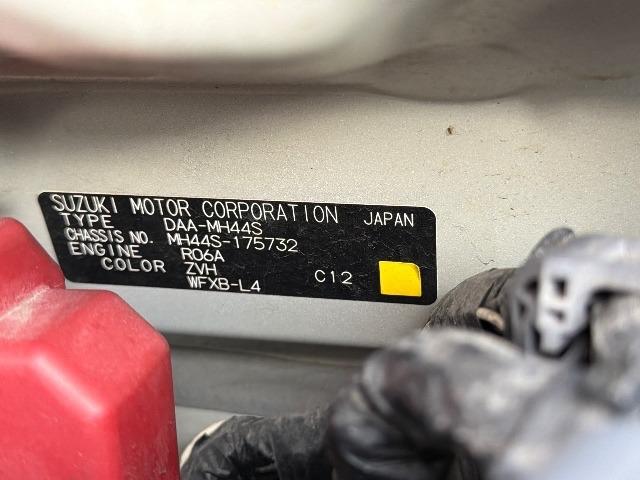 SUZUKI MOTOR CORPORATION JAPAN
TYPE DAA-MH44S
CHASSIS NO. MH44S-175732
ENGINE R06A
COLOR ZVH C12
WFXB-L4